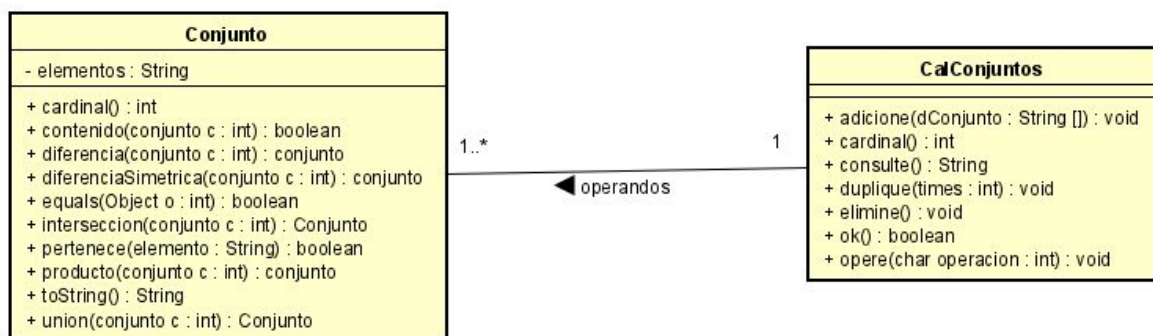 Conjunto
- elementos : String
+ cardinal() : int
+ contenido(conjunto c : int) : boolean
+ diferencia(conjunto c : int) : conjunto
+ diferenciaSimetrica(conjunto c : int) : conjunto
+ equals(Object o : int) : boolean
+ interseccion(conjunto c : int) : Conjunto
+ pertenece(elemento : String) : boolean
+ producto(conjunto c : int) : conjunto
+ toString() : String
+ union(conjunto c : int) : Conjunto
1..*
1
operandos
CalConjuntos
+ adicione(dConjunto : String []) : void
+ cardinal() : int
+ consulte() : String
+ duplique(times : int) : void
+ elimine() : void
+ ok() : boolean
+ opere(char operacion : int) : void